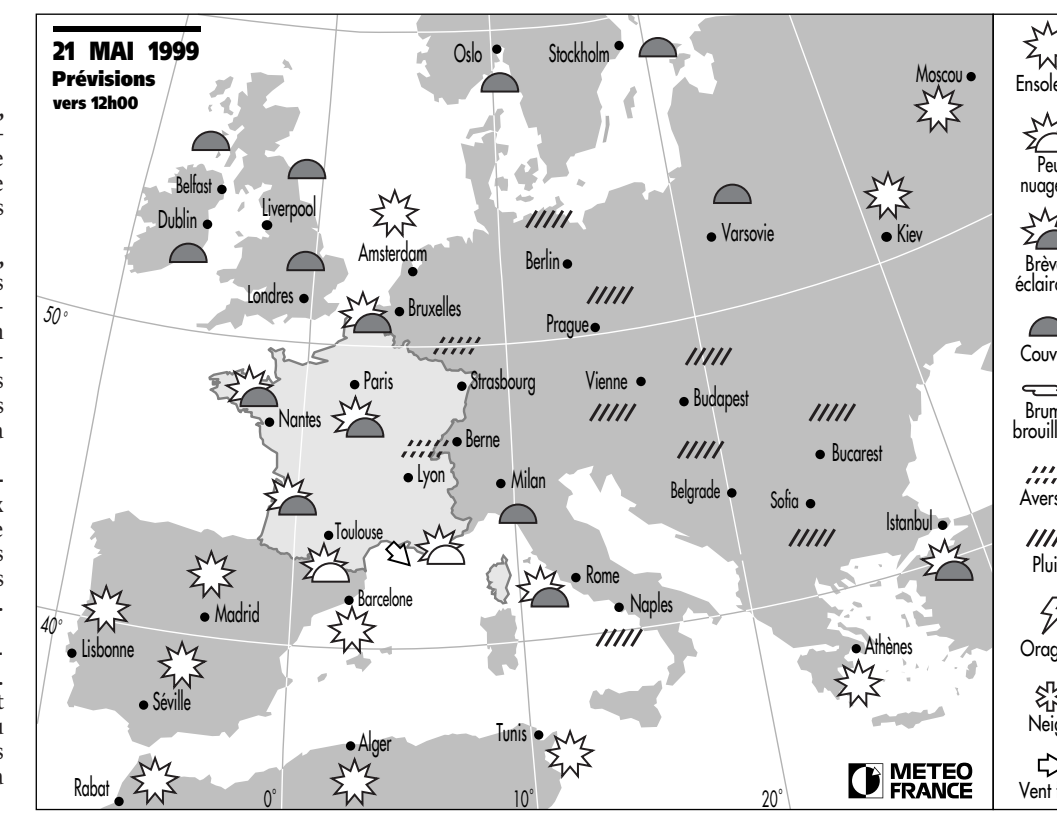 21 MAI 1999
Prévisions
vers 12h00
Oslo
Stockholm
Moscou
Belfast
Dublin
Liverpool
Amsterdam
Londres
Bruxelles
Berlin
Varsovie
Kiev
Prague
50°
Paris
Strasbourg
Vienne
Budapest
Nantes
Berne
Lyon
Milan
Bucarest
Belgrade
Sofia
Istanbul
Toulouse
Barcelone
Rome
Naples
Madrid
40°
Lisbonne
Séville
Athènes
Alger
Tunis
Rabat
0°
10°
20°
METEO
FRANCE
Ensole
Peu
nuage
Brèv
éclairc
Couv
Brum
brouill
Avers
Plui
Orag
Neig
Vent